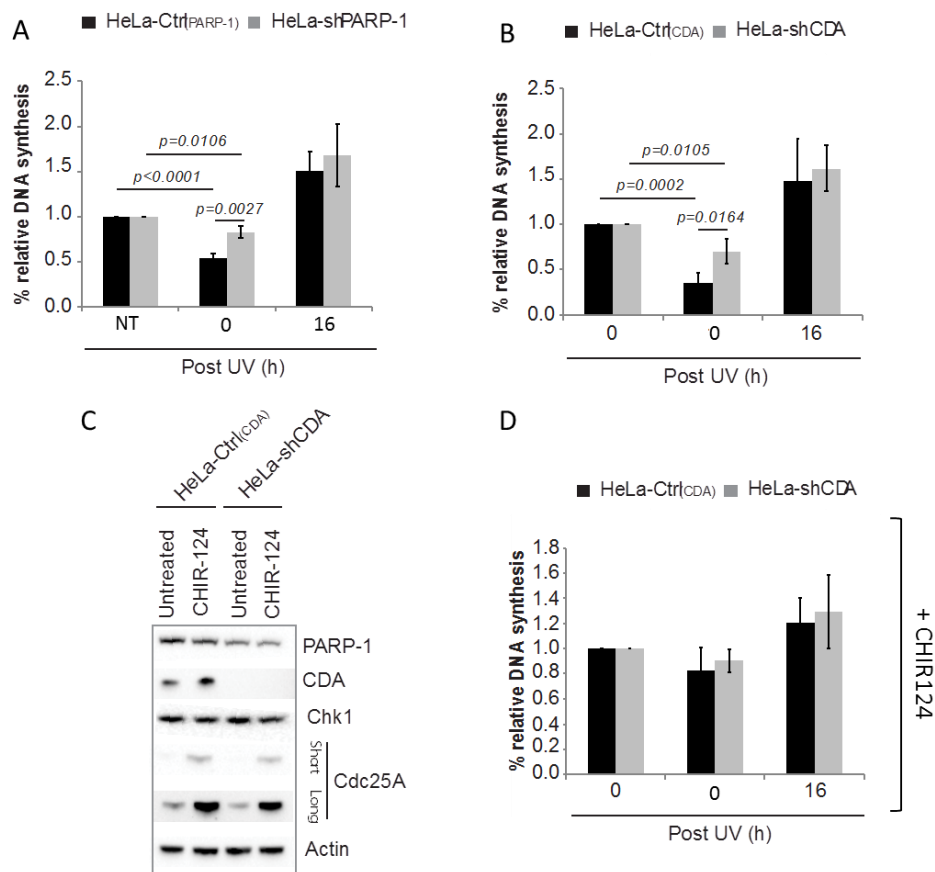 A
HeLa-Ctrl(PARP-1) HeLa-shPARP-1
% relative DNA synthesis
2.5
2.0
1.5
1.0
0.5
0.0
p=0.0106
p<0.0001
p=0.0027
NT 0 16
Post UV (h)
B
HeLa-Ctrl(CDA) HeLa-shCDA
% relative DNA synthesis
2.5
2.0
1.5
1.0
0.5
0.0
p=0.0105
p=0.0002
p=0.0164
0 0 16
Post UV (h)
C
HeLa-Ctrl(CDA)
HeLa-shCDA
Untreated
CHIR-124
Untreated
CHIR-124
PARP-1
CDA
Chk1
Short
Long
Cdc25A
Actin
D
HeLa-Ctrl(CDA) HeLa-shCDA
% relative DNA synthesis
1.8
1.6
1.4
1.2
1.0
0.8
0.6
0.4
0.2
0.0
0 0 16
Post UV (h)
+ CHIR124